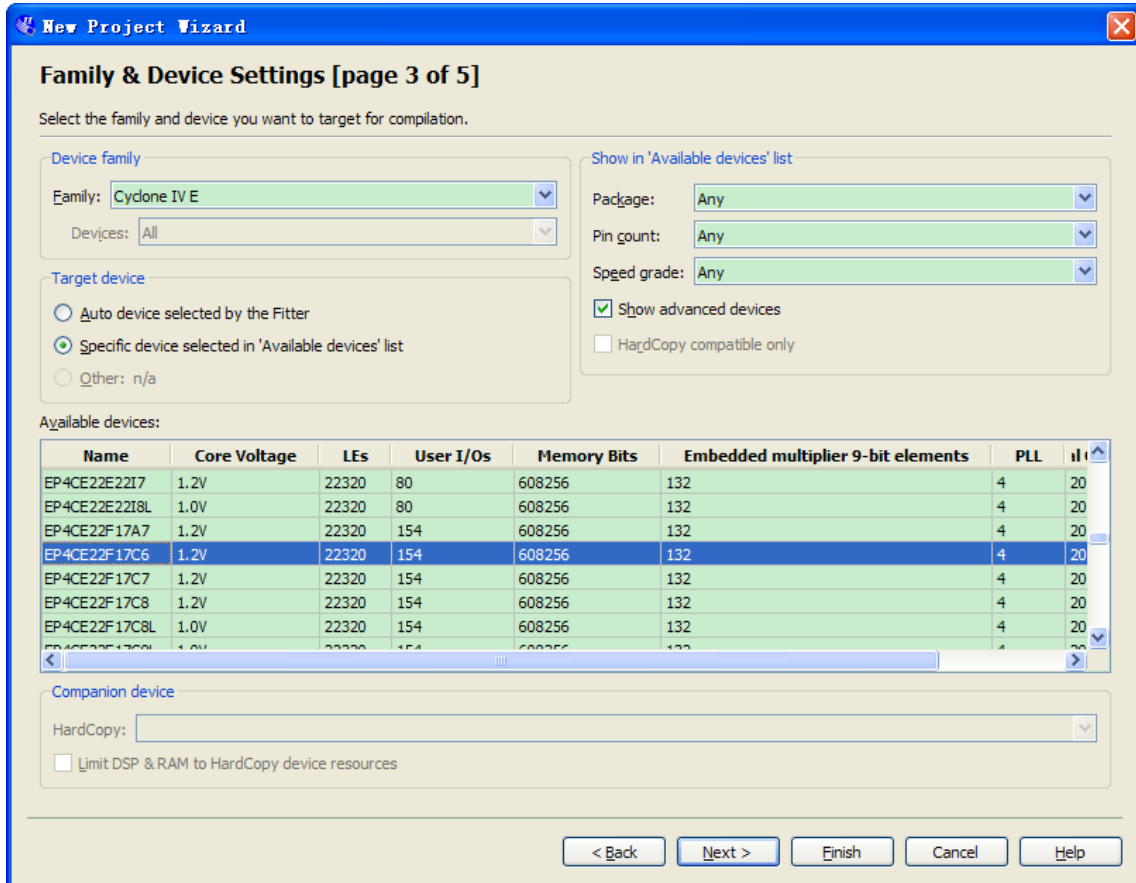 New Project Wizard
Family & Device Settings [page 3 of 5]
Select the family and device you want to target for compilation.
Device family
Family: Cyclone IV E
Devices: All
Show in 'Available devices' list
Package: Any
Pin count: Any
Speed grade: Any
Show advanced devices
HardCopy compatible only
Target device
Auto device selected by the Fitter
Specific device selected in 'Available devices' list
Other: n/a
Available devices:
Name Core Voltage LEs User I/Os Memory Bits Embedded multiplier 9-bit elements PLL
EP4CE22E22I7 1.2V 22320 80 608256 132 4 20
EP4CE22E22I8L 1.0V 22320 80 608256 132 4 20
EP4CE22F17A7 1.2V 22320 154 608256 132 4 20
EP4CE22F17C6 1.2V 22320 154 608256 132 4 20
EP4CE22F17C7 1.2V 22320 154 608256 132 4 20
EP4CE22F17C8 1.2V 22320 154 608256 132 4 20
EP4CE22F17C8L 1.0V 22320 154 608256 132 4 20
Companion device
HardCopy:
Limit DSP & RAM to HardCopy device resources
< Back Next > Finish Cancel Help